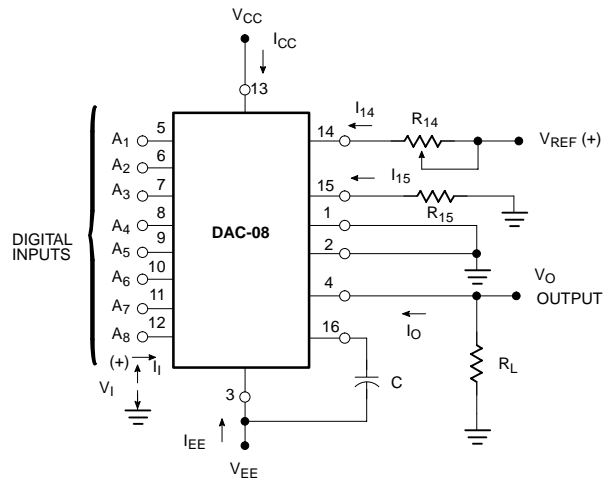 VCC
ICC
13
5
A1
6
A2
7
A3
8
A4
9
A5
10
A6
11
A7
12
A8
DIGITAL
INPUTS
DAC-08
14
I14
R14
VREF (+)
15
I15
R15
1
2
4
IO
VO
OUTPUT
16
C
RL
(+)
II
VI
3
IEE
VEE